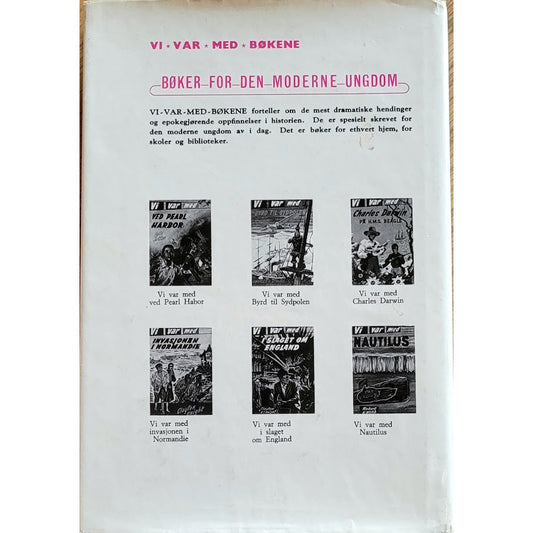 VI ★ VAR ★ MED ★ BØKENE
BØKER-FOR-DEN-MODERNE-UNGDOM
VI-VAR-MED-BØKENE forteller om de mest dramatiske hendinger
og epokegjørende oppfinnelser i historien. De er spesielt skrevet for
den moderne ungdom av i dag. Det er bøker for ethvert hjem, for
skoler og biblioteker.
Vi var med
VED PEARL
HARBOR
Vi var med
ved Pearl Habor
Vi var med
BYRD TIL SYDPOLEN
Vi var med
Byrd til Sydpolen
Vi var med
Charles Darwin
PÅ H.M.S. BEAGLE
Vi var med
Charles Darwin
Vi var med
INVASJONEN
I NORMANDIE
Vi var med
invasjonen i
Normandie
Vi var med
I SLAGET OM
ENGLAND
Vi var med
i slaget
om England
Vi var med
NAUTILUS
Vi var med
Nautilus